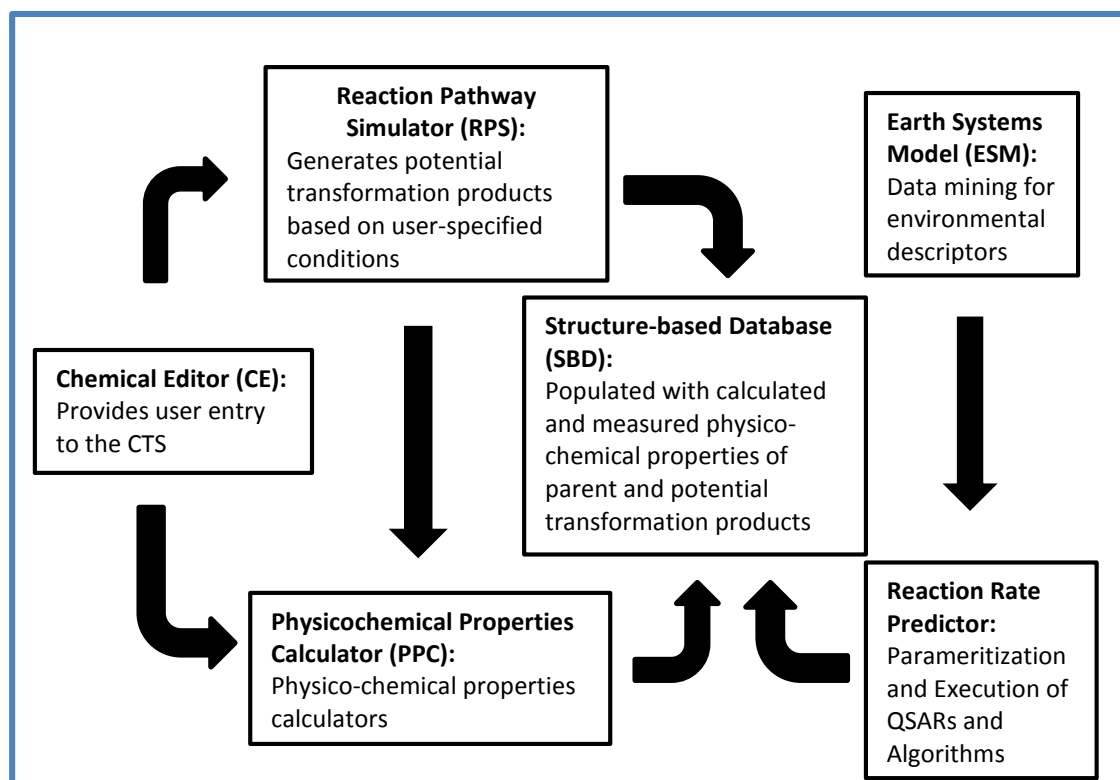 Reaction Pathway
Simulator (RPS):
Generates potential
transformation products
based on user-specified
conditions
Earth Systems
Model (ESM):
Data mining for
environmental
descriptors
Chemical Editor (CE):
Provides user entry
to the CTS
Structure-based Database
(SBD):
Populated with calculated
and measured physico-
chemical properties of
parent and potential
transformation products
Physicochemical Properties
Calculator (PPC):
Physico-chemical properties
calculators
Reaction Rate
Predictor:
Parameritization
and Execution of
QSARs and
Algorithms